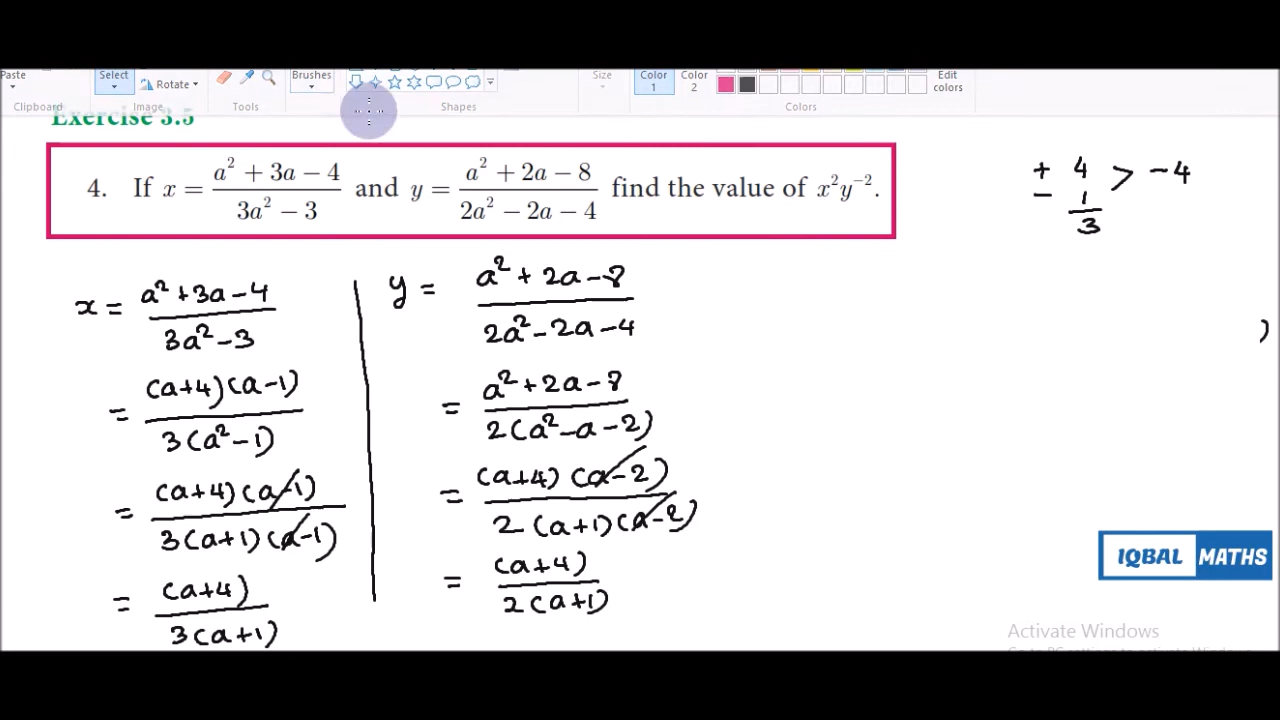 Paste
Select
Rotate
Brushes
Size
Color 1
Color 2
Edit colors
Clipboard
Image
Tools
Shapes
Colors
Exercise 3.5
4. If x = (a² + 3a − 4)/(3a² − 3) and y = (a² + 2a − 8)/(2a² − 2a − 4) find the value of x²y⁻².
+ 4 > −4
− 1
3
x = (a² + 3a − 4)/(3a² − 3)
= (a+4)(a−1)/3(a²−1)
= (a+4)(a−1)/3(a+1)(a−1)
= (a+4)/3(a+1)
y = (a² + 2a − 8)/(2a² − 2a − 4)
= (a² + 2a − 8)/2(a² − a − 2)
= (a+4)(a−2)/2(a+1)(a−2)
= (a+4)/2(a+1)
)
IQBAL MATHS
Activate Windows